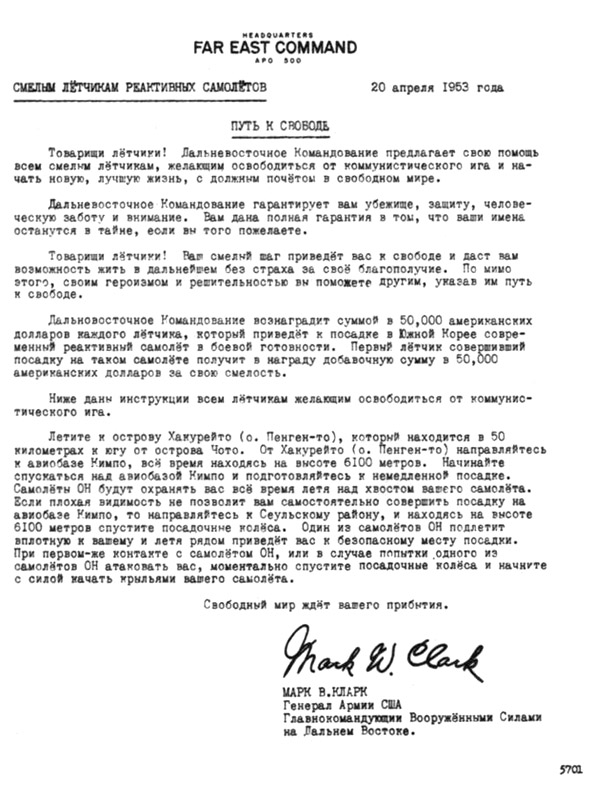 HEADQUARTERS
FAR EAST COMMAND
APO 500
СМЕЛЫМ ЛЁТЧИКАМ РЕАКТИВНЫХ САМОЛЁТОВ 20 апреля 1953 года
ПУТЬ К СВОБОДЕ
Товарищи лётчики! Дальневосточное Командование предлагает свою помощь
всем смелым лётчикам, желающим освободиться от коммунистического ига и на-
чать новую, лучшую жизнь, с должным почётом в свободном мире.
Дальневосточное Командование гарантирует вам убежище, защиту, челове-
ческую заботу и внимание. Вам дана полная гарантия в том, что ваши имена
останутся в тайне, если вы того пожелаете.
Товарищи лётчики! Ваш смелый шаг приведёт вас к свободе и даст вам
возможность жить в дальнейшем без страха за своё благополучие. По мимо
этого, своим героизмом и решительностью вы поможете другим, указав им путь
к свободе.
Дальновосточное Командование вознаградит суммой в 50,000 американских
долларов каждого лётчика, который приведёт к посадке в Южной Корее совре-
менный реактивный самолёт в боевой готовности. Первый лётчик совершивший
посадку на таком самолёте получит в награду добавочную сумму в 50,000
американских долларов за свою смелость.
Ниже даны инструкции всем лётчикам желающим освободиться от коммунис-
тического ига.
Летите к острову Хакурейто (о. Пенген-то), который находится в 50
километрах к югу от острова Чото. От Хакурейто (о. Пенген-то) направляйтесь
к авиобазе Кимпо, всё время находясь на высоте 6100 метров. Начинайте
спускаться над авиобазой Кимпо и подготовляйтесь к немедленной посадке.
Самолёты ОН будут охранять вас всё время летя над хвостом вашего самолёта.
Если плохая видимость не позволит вам самостоятельно совершить посадку на
авиобазе Кимпо, то направляйтесь к Сеульскому району, и находясь на высоте
6100 метров спустите посадочные колёса. Один из самолётов ОН подлетит
вплотную к вашему и летя рядом приведёт вас к безопасному месту посадки.
При первом-же контакте с самолётом ОН, или в случае попытки одного из
самолётов ОН атаковать вас, моментально спустите посадочные колёса и начните
с силой качать крыльями вашего самолёта.
Свободный мир ждёт вашего прибытия.
Mark W. Clark
МАРК В.КЛАРК
Генерал Армии США
Главнокомандующии Вооружёнными Силами
на Дальнем Востоке.
5701